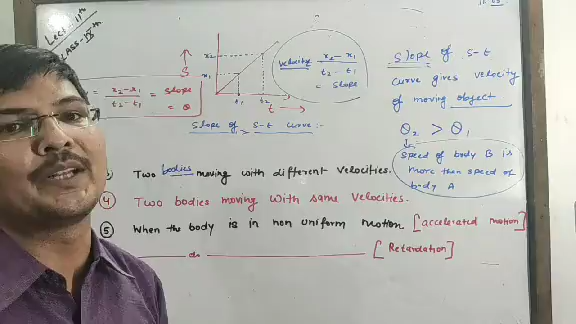 Lect-11th
CLASS-IXth
S
x2
x1
t1
t2
t
velocity x2 - x1 / t2 - t1
= slope
= x2-x1 / t2-t1 = slope
= θ
Slope of s-t curve:-
Slope of s-t
curve gives velocity
of moving object
θ2 > θ1
speed of body B is
more than speed of
body A
Two bodies moving with different velocities.
④ Two bodies moving with same velocities.
⑤ When the body is in non uniform motion [accelerated motion]
do [Retardation]